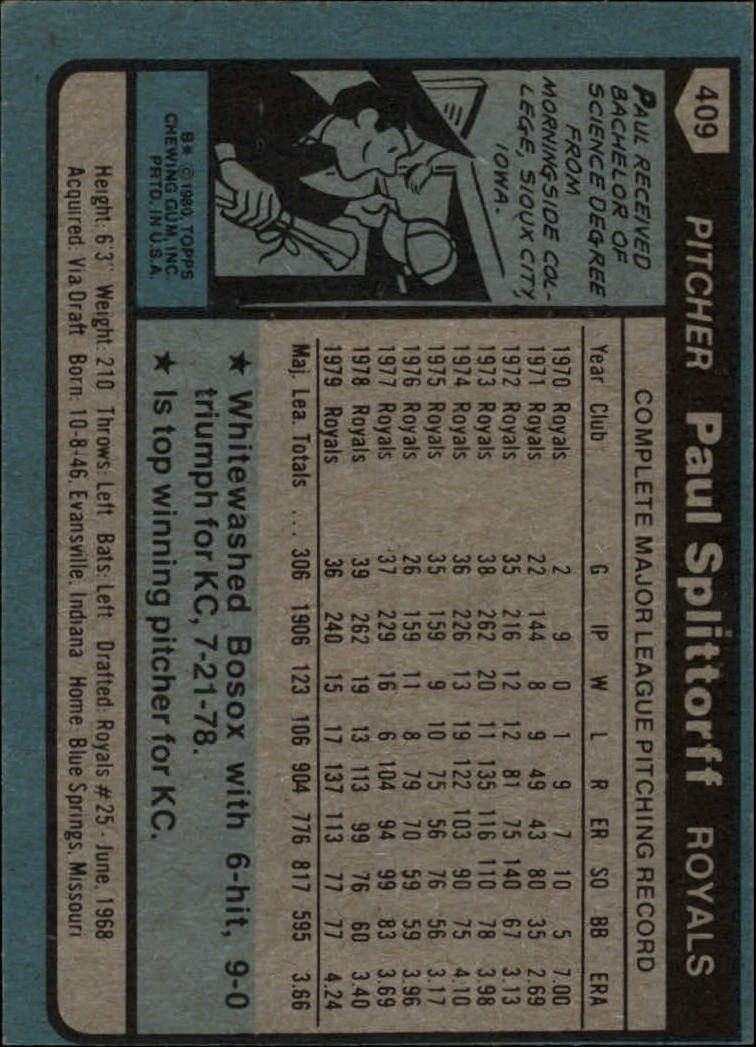 409 PITCHER Paul Splittorff ROYALS
PAUL RECEIVED
BACHELOR OF
SCIENCE DEGREE
FROM
MORNINGSIDE COL-
LEGE, SIOUX CITY,
IOWA.
B* © 1980, TOPPS
CHEWING GUM, INC.
PRTD. IN U.S.A.
COMPLETE MAJOR LEAGUE PITCHING RECORD
Year Club G IP W L R ER SO BB ERA
1970 Royals 2 9 0 1 9 7 10 5 7.00
1971 Royals 22 144 8 9 49 43 80 35 2.69
1972 Royals 35 216 12 12 81 75 140 67 3.13
1973 Royals 38 262 20 11 135 116 110 78 3.98
1974 Royals 36 226 13 19 122 103 90 75 4.10
1975 Royals 35 159 9 10 75 56 76 56 3.17
1976 Royals 26 159 11 8 79 70 59 59 3.96
1977 Royals 37 229 16 6 104 94 99 83 3.69
1978 Royals 39 262 19 13 113 99 76 60 3.40
1979 Royals 36 240 15 17 137 113 77 77 4.24
Maj. Lea. Totals ... 306 1906 123 106 904 776 817 595 3.66
★ Whitewashed Bosox with 6-hit, 9-0
triumph for KC, 7-21-78.
★ Is top winning pitcher for KC.
Height: 6'3" Weight: 210 Throws: Left Bats: Left Drafted: Royals #25 - June, 1968
Acquired: Via Draft Born: 10-8-46, Evansville, Indiana Home: Blue Springs, Missouri